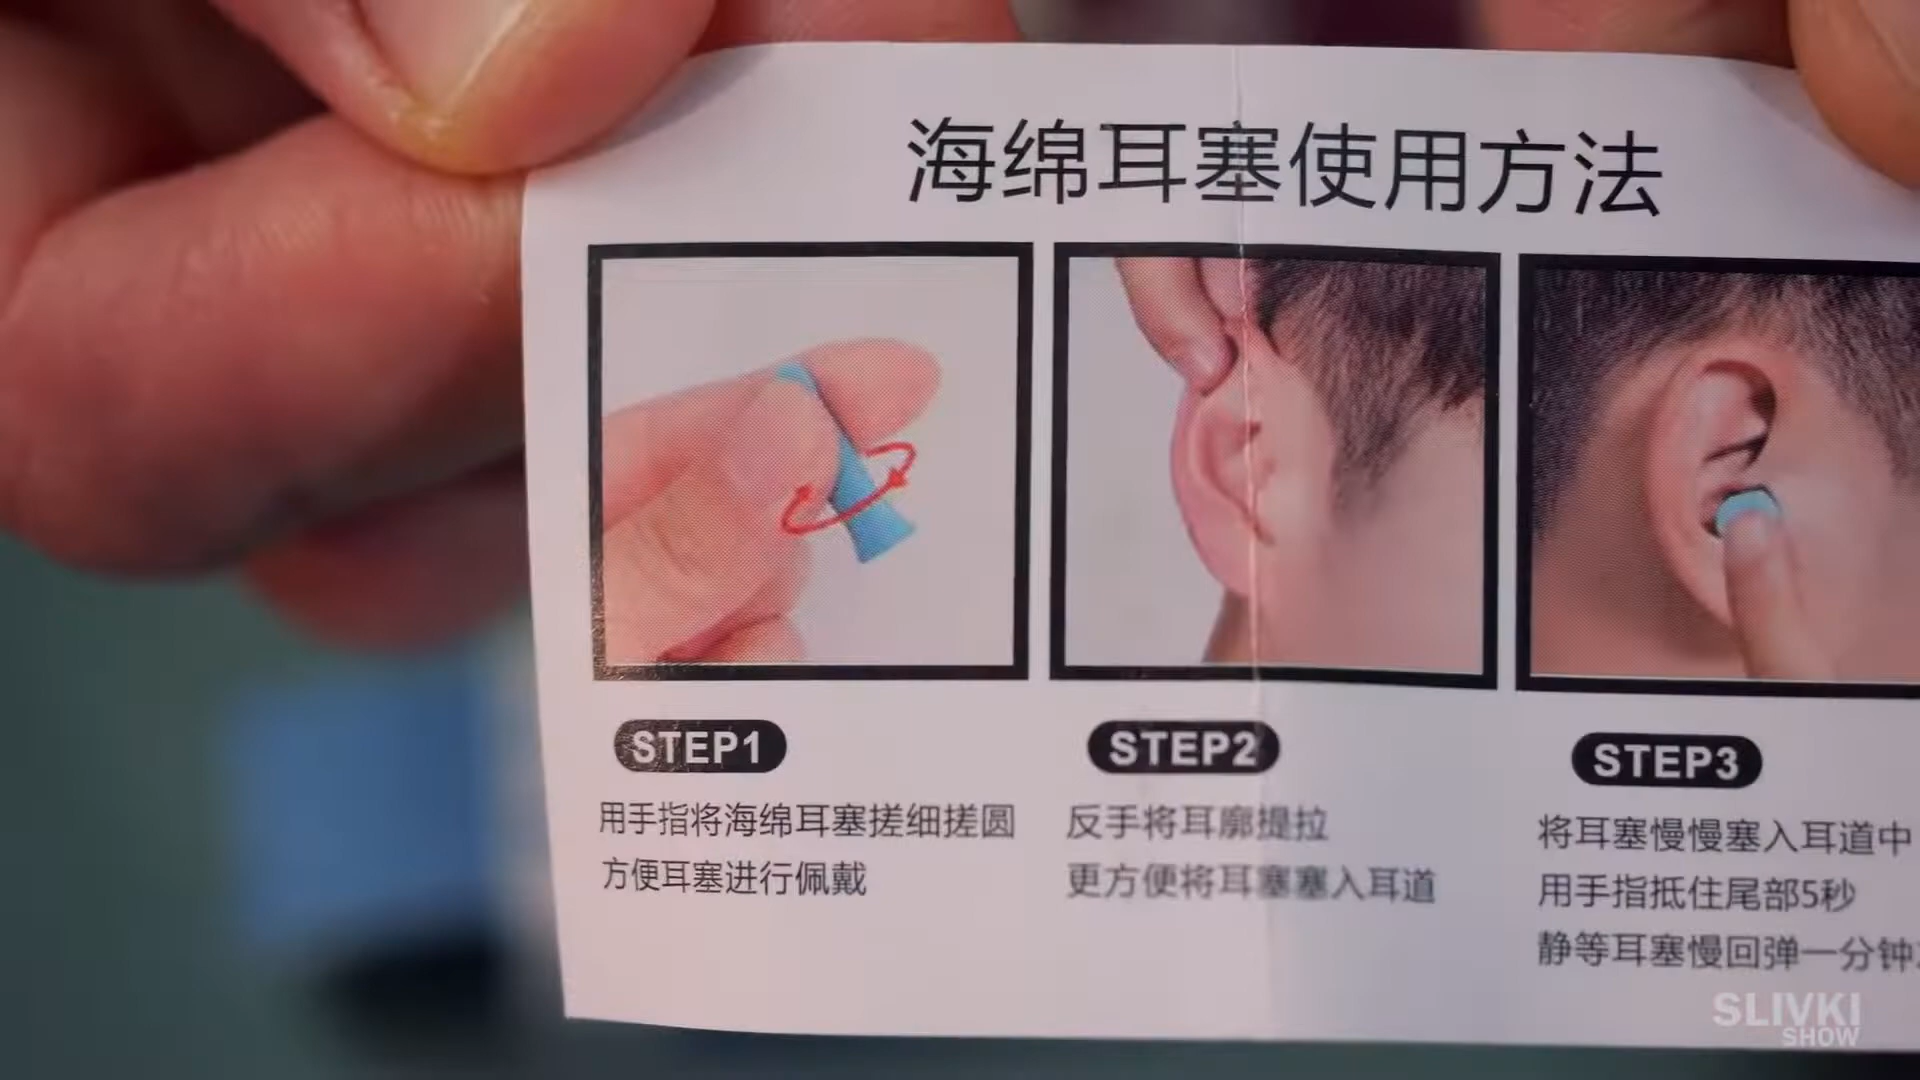 海绵耳塞使用方法
STEP1
用手指将海绵耳塞搓细搓圆
方便耳塞进行佩戴
STEP2
反手将耳廓提拉
更方便将耳塞塞入耳道
STEP3
将耳塞慢慢塞入耳道中
用手指抵住尾部5秒
静等耳塞慢回弹一分钟
SLIVKI
SHOW